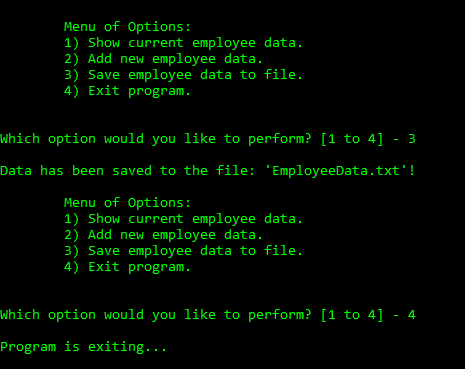 Menu of Options:
1) Show current employee data.
2) Add new employee data.
3) Save employee data to file.
4) Exit program.
Which option would you like to perform? [1 to 4] - 3
Data has been saved to the file: 'EmployeeData.txt'!
Menu of Options:
1) Show current employee data.
2) Add new employee data.
3) Save employee data to file.
4) Exit program.
Which option would you like to perform? [1 to 4] - 4
Program is exiting...